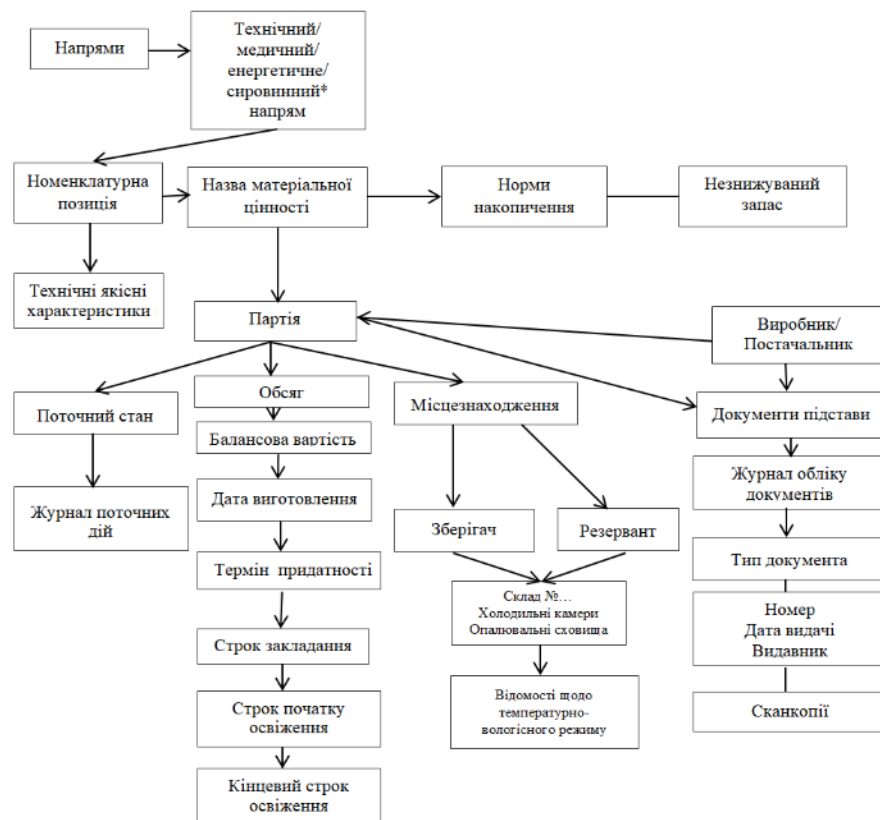 Напрями
Технічний/
медичний/
енергетичне/
сировинний*
напрям
Номенклатурна
позиція
Назва матеріальної
цінності
Норми
накопичення
Незнижуваний
запас
Технічні якісні
характеристики
Партія
Виробник/
Постачальник
Поточний стан
Обсяг
Місцезнаходження
Документи підстави
Балансова вартість
Журнал обліку
документів
Журнал поточних
дій
Дата виготовлення
Зберігач
Резервант
Тип документа
Термін придатності
Склад №…
Холодильні камери
Опалювальні сховища
Номер
Дата видачі
Видавник
Строк закладання
Строк початку
освіження
Відомості щодо
температурно-
вологісного режиму
Сканкопії
Кінцевий строк
освіження